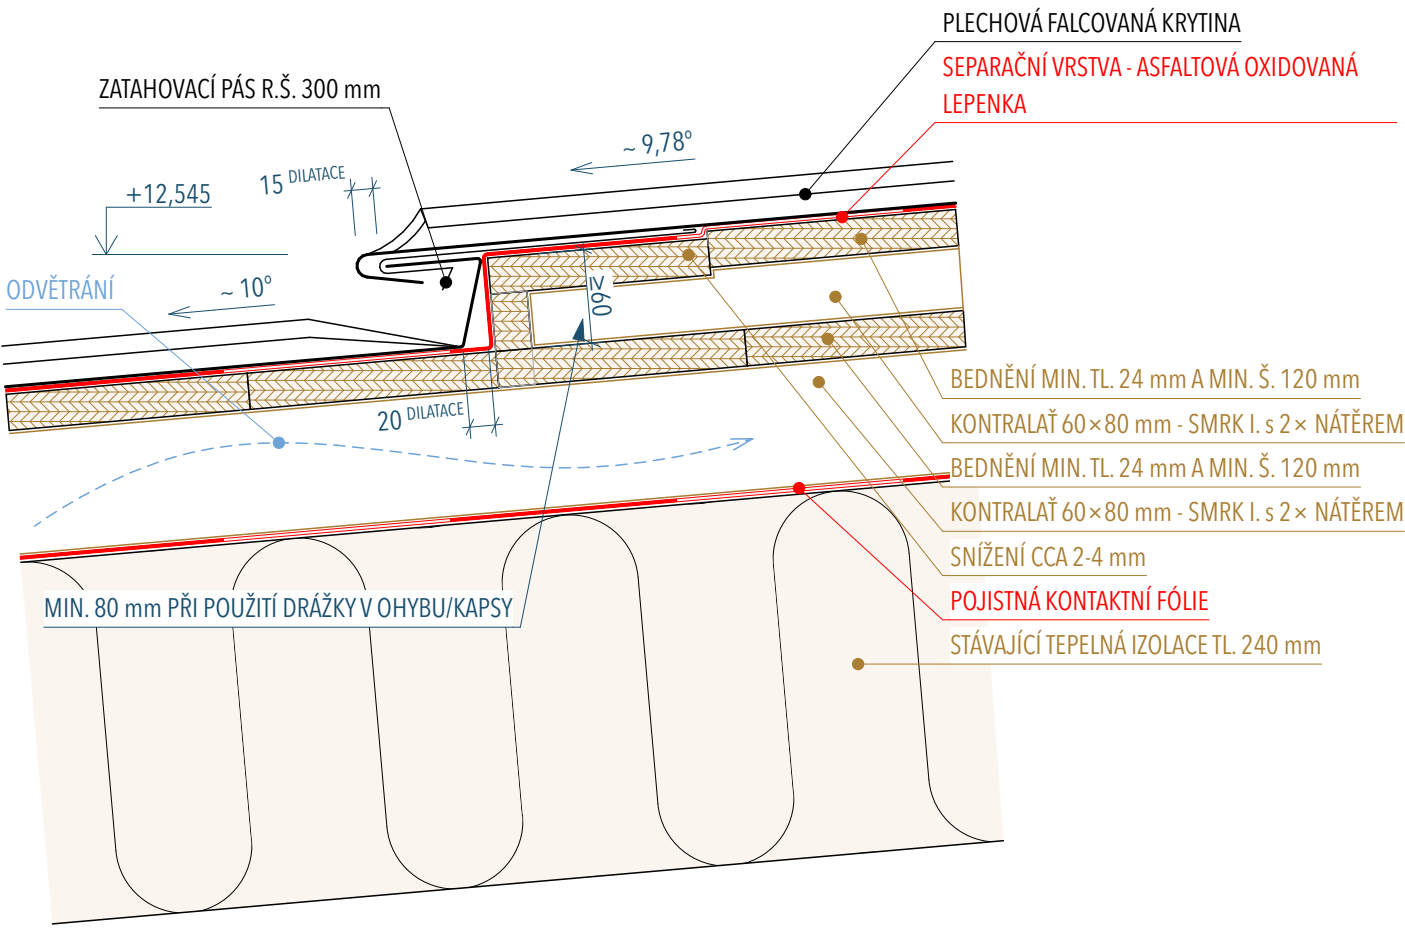 PLECHOVÁ FALCOVANÁ KRYTINA
SEPARAČNÍ VRSTVA - ASFALTOVÁ OXIDOVANÁ
LEPENKA
ZATAHOVACÍ PÁS R.Š. 300 mm
~ 9,78°
15 DILATACE
+12,545
ODVĚTRÁNÍ
~ 10°
≥60
20 DILATACE
BEDNĚNÍ MIN. TL. 24 mm A MIN. Š. 120 mm
KONTRALAŤ 60×80 mm - SMRK I. s 2× NÁTĚREM
BEDNĚNÍ MIN. TL. 24 mm A MIN. Š. 120 mm
KONTRALAŤ 60×80 mm - SMRK I. s 2× NÁTĚREM
SNÍŽENÍ CCA 2-4 mm
POJISTNÁ KONTAKTNÍ FÓLIE
MIN. 80 mm PŘI POUŽITÍ DRÁŽKY V OHYBU/KAPSY
STÁVAJÍCÍ TEPELNÁ IZOLACE TL. 240 mm